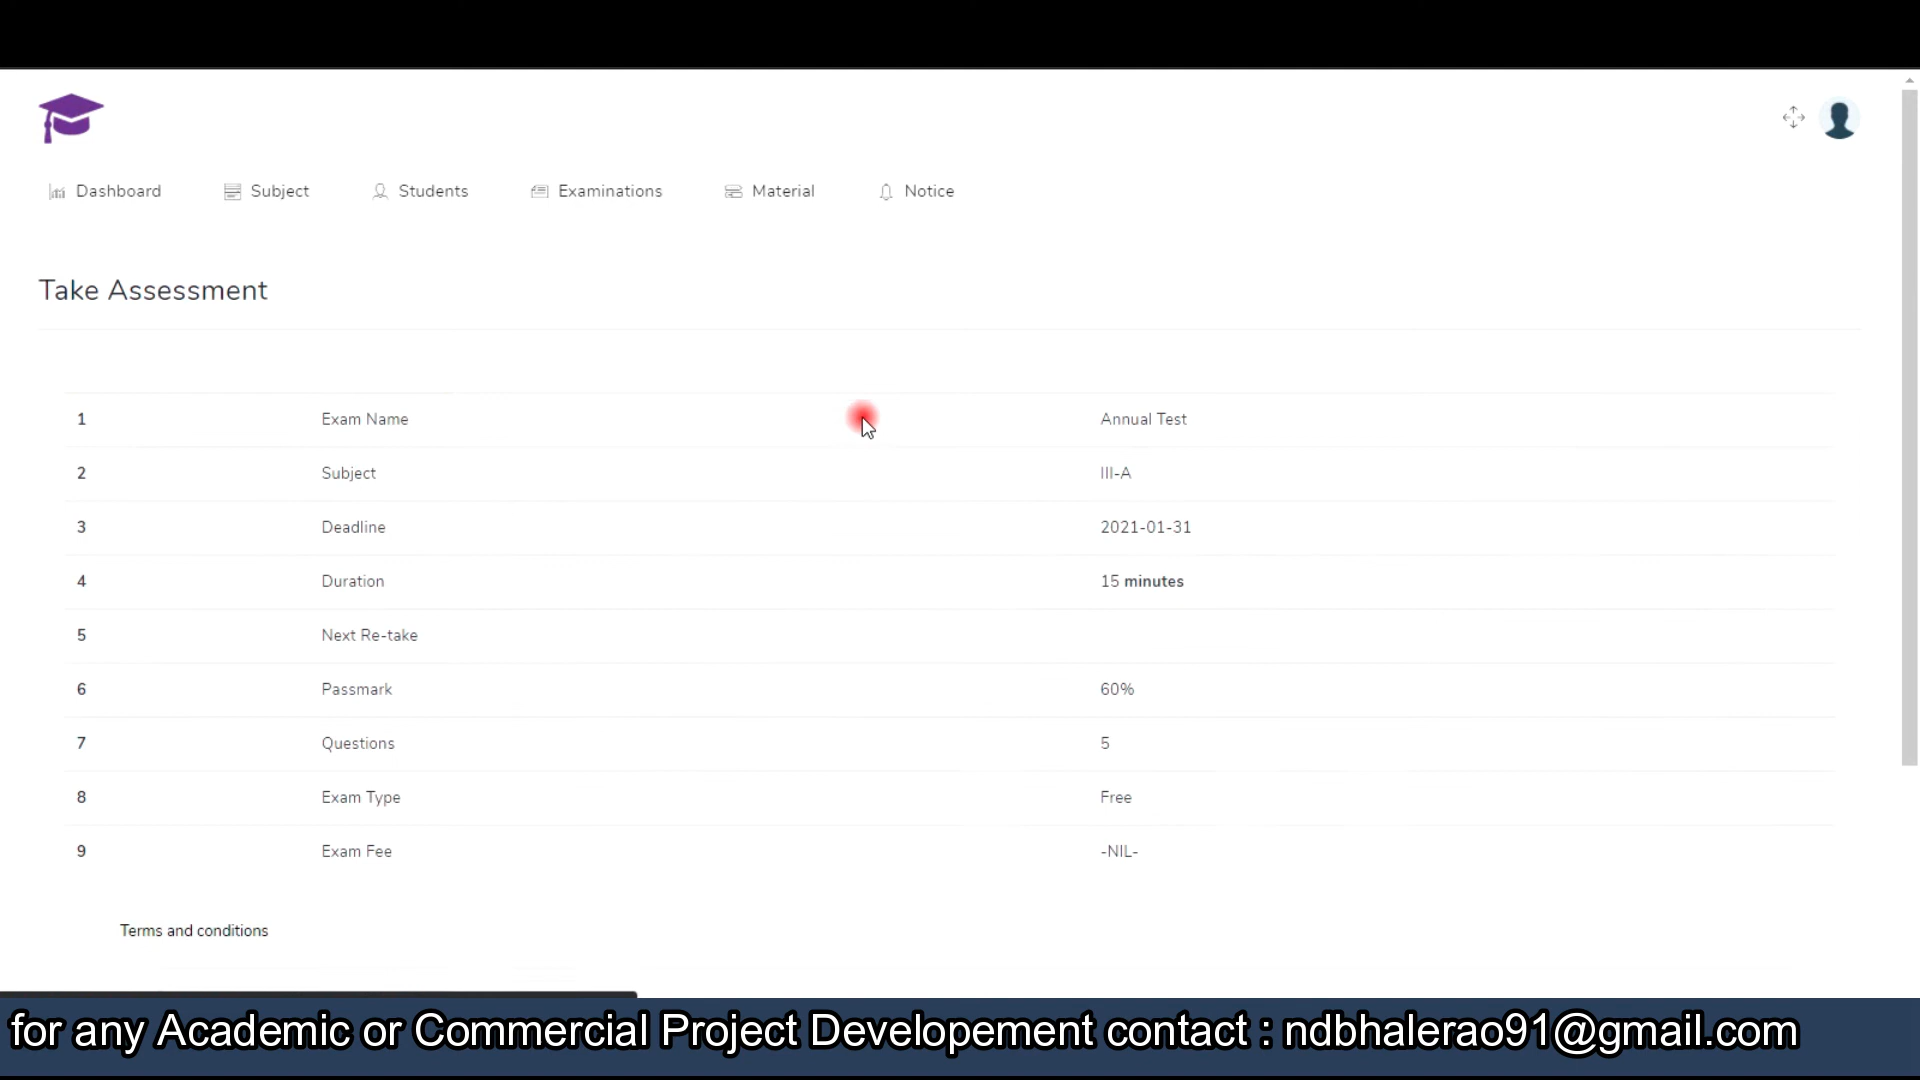 Dashboard Subject Students Examinations Material Notice
Take Assessment
1 Exam Name Annual Test
2 Subject III-A
3 Deadline 2021-01-31
4 Duration 15 minutes
5 Next Re-take
6 Passmark 60%
7 Questions 5
8 Exam Type Free
9 Exam Fee -NIL-
Terms and conditions
for any Academic or Commercial Project Developement contact : ndbhalerao91@gmail.com